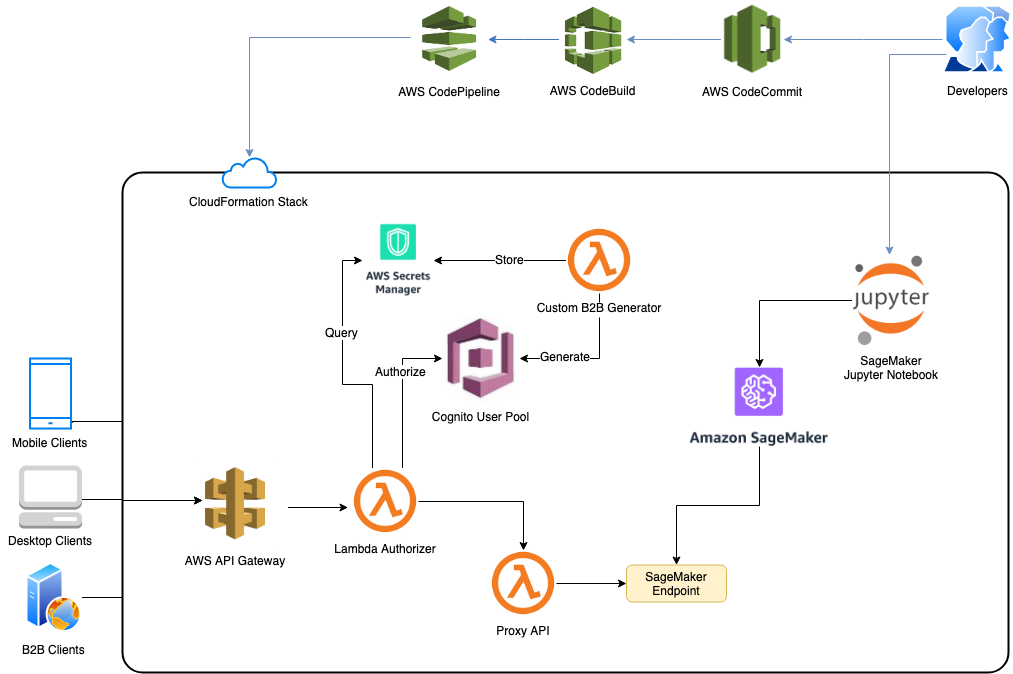 AWS CodePipeline
AWS CodeBuild
AWS CodeCommit
Developers
CloudFormation Stack
AWS Secrets
Manager
Store
Custom B2B Generator
jupyter
SageMaker
Jupyter Notebook
Query
Authorize
Generate
Cognito User Pool
Amazon SageMaker
Mobile Clients
Desktop Clients
AWS API Gateway
Lambda Authorizer
SageMaker
Endpoint
Proxy API
B2B Clients